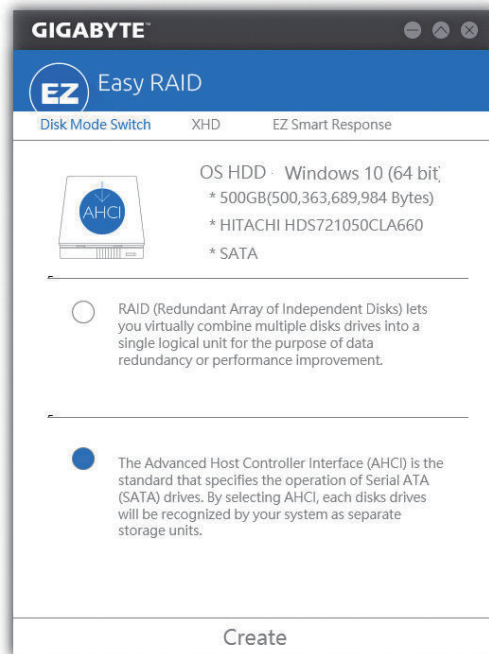 GIGABYTE™
EZ Easy RAID
Disk Mode Switch XHD EZ Smart Response
AHCI
OS HDD - Windows 10 (64 bit)
* 500GB(500,363,689,984 Bytes)
* HITACHI HDS721050CLA660
* SATA
RAID (Redundant Array of Independent Disks) lets
you virtually combine multiple disks drives into a
single logical unit for the purpose of data
redundancy or performance improvement.
The Advanced Host Controller Interface (AHCI) is the
standard that specifies the operation of Serial ATA
(SATA) drives. By selecting AHCI, each disks drives
will be recognized by your system as separate
storage units.
Create